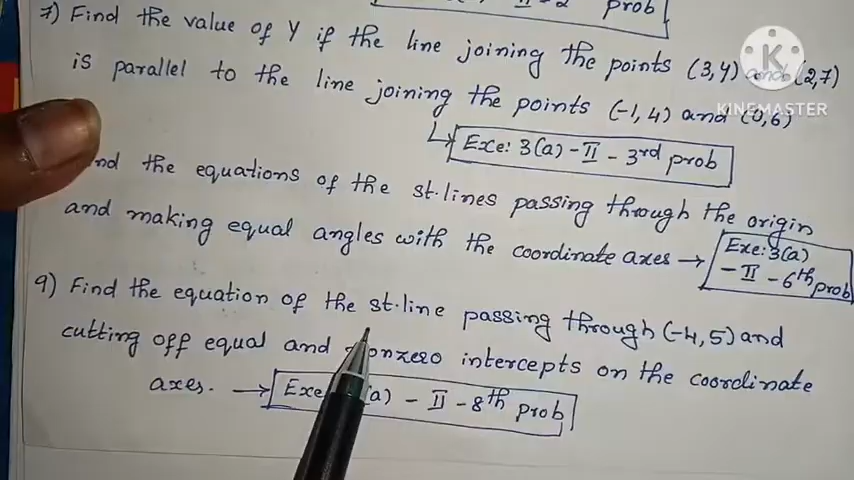 II-2 prob
7) Find the value of Y if the line joining the points (3,4) and (2,7)
is parallel to the line joining the points (-1,4) and (0,6)
Exe: 3(a) - II - 3rd prob
the equations of the st.lines passing through the origin
and making equal angles with the coordinate axes →
Exe: 3(a)
- II - 6th prob
9) Find the equation of the st.line passing through (-4,5) and
cutting off equal and nonzero intercepts on the coordinate
axes. → Exe (a) - II - 8th prob
KINEMASTER